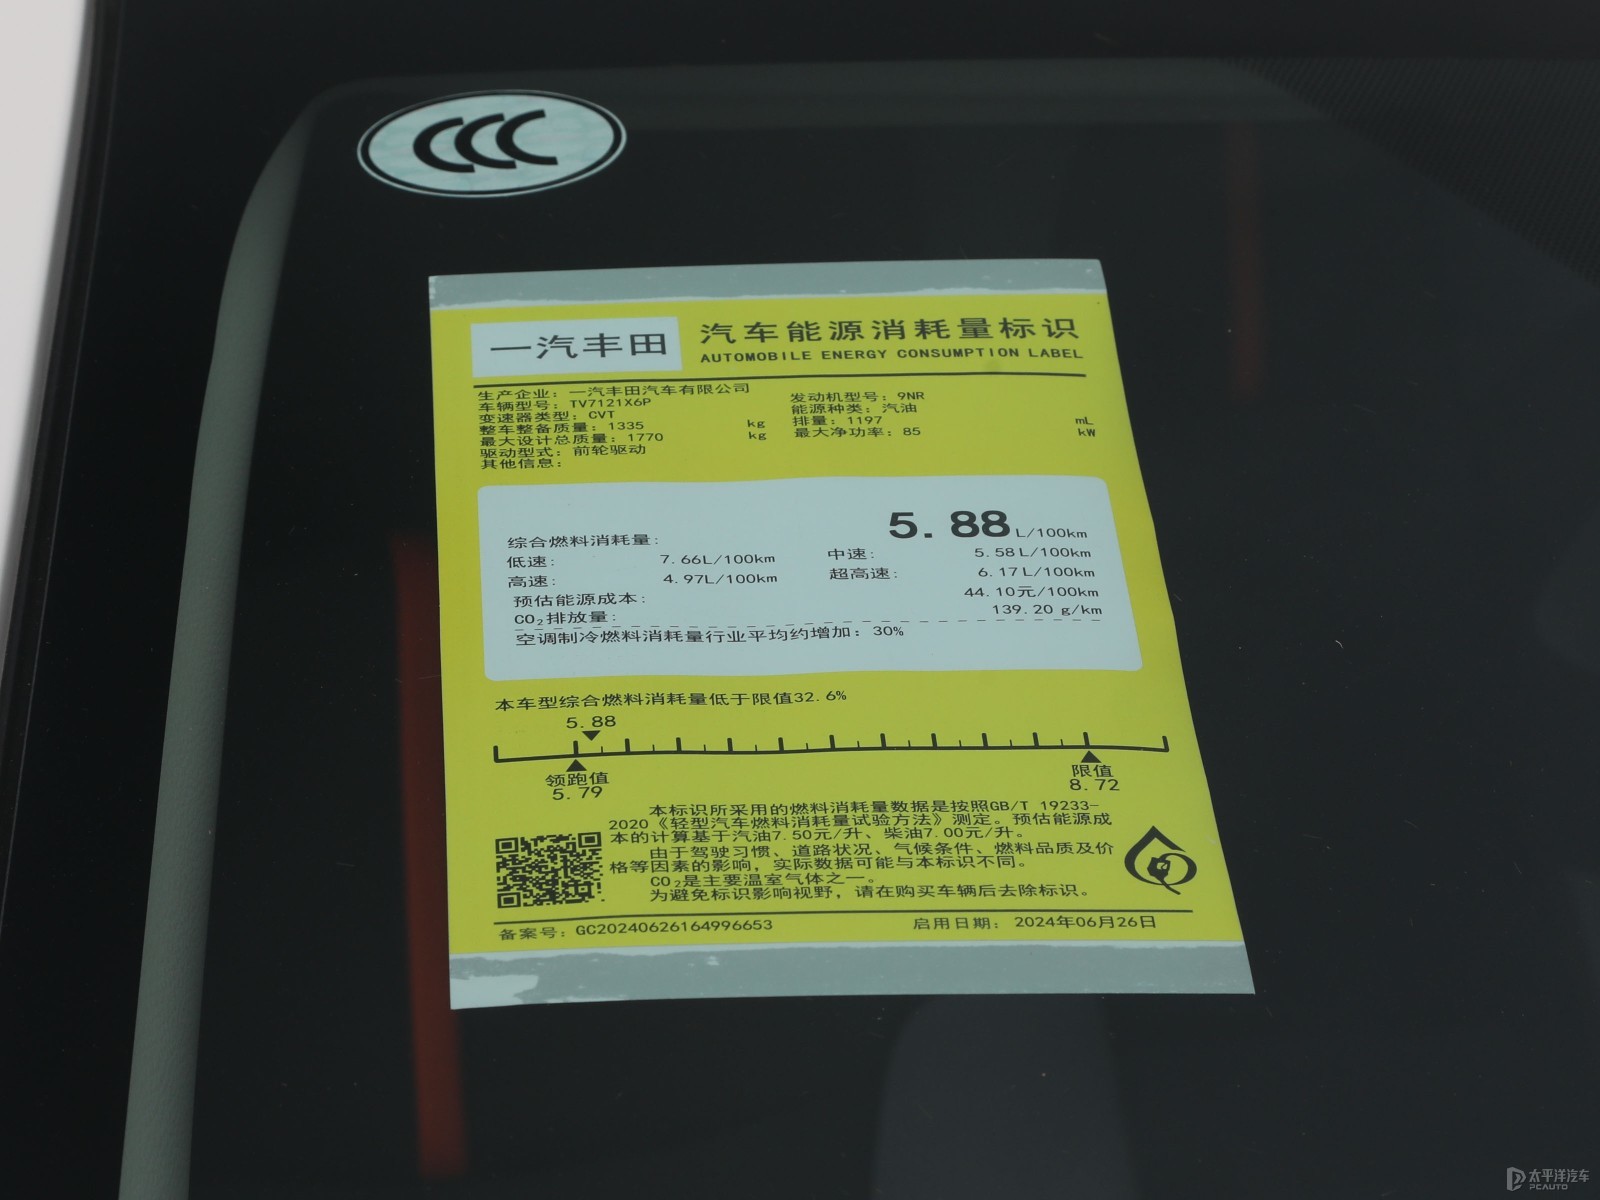 CCC
一汽丰田
汽车能源消耗量标识
AUTOMOBILE ENERGY CONSUMPTION LABEL
生产企业：一汽丰田汽车有限公司
车辆型号：TV7121X6P
变速器类型：CVT
整车整备质量：1335 kg
最大设计总质量：1770 kg
驱动型式：前轮驱动
其他信息：
发动机型号：9NR
能源种类：汽油
排量：1197 mL
最大净功率：85 kW
综合燃料消耗量： 5.88 L/100km
低速： 7.66L/100km 中速： 5.58L/100km
高速： 4.97L/100km 超高速： 6.17L/100km
预估能源成本： 44.10元/100km
CO₂排放量： 139.20 g/km
空调制冷燃料消耗量行业平均约增加：30%
本车型综合燃料消耗量低于限值32.6%
5.88
领跑值
5.79
限值
8.72
本标识所采用的燃料消耗量数据是按照GB/T 19233-
2020《轻型汽车燃料消耗量试验方法》测定。预估能源成
本的计算基于汽油7.50元/升、柴油7.00元/升。
由于驾驶习惯、道路状况、气候条件、燃料品质及价
格等因素的影响，实际数据可能与本标识不同。
CO₂是主要温室气体之一。
为避免标识影响视野，请在购买车辆后去除标识。
备案号：GC20240626164996653 启用日期：2024年06月26日
太平洋汽车
PCAUTO